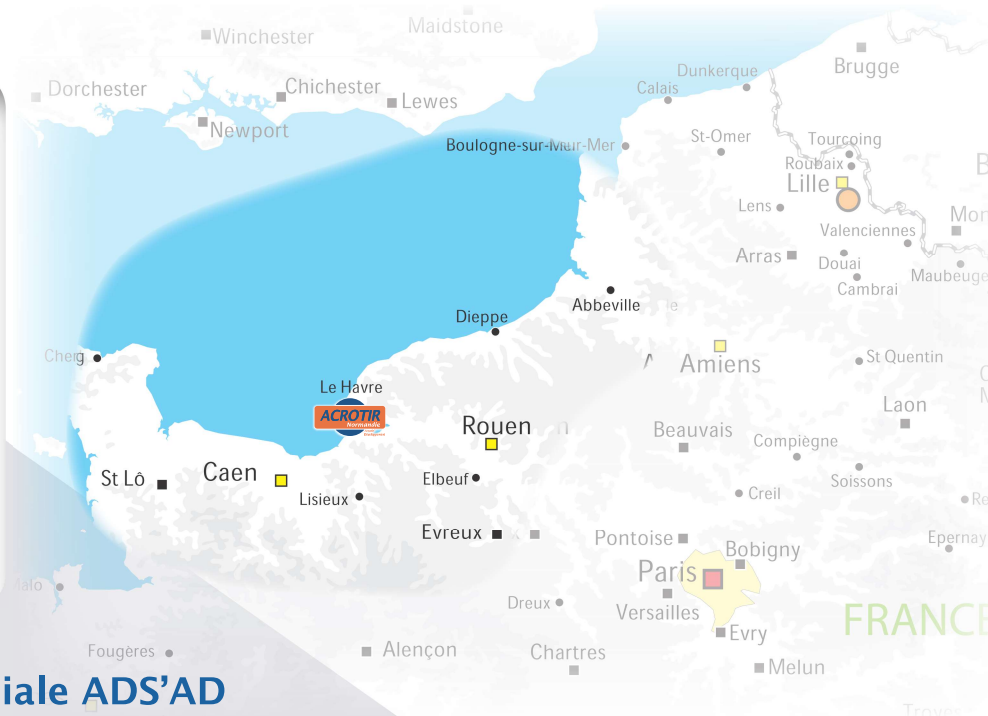 Maidstone
Winchester
Brugge
Dunkerque
Dorchester
Chichester
Calais
Lewes
Newport
St-Omer
Tourcoing
Boulogne-sur-Mer
Roubaix
Lille
Lens
Valenciennes
Arras
Douai
Maubeuge
Cambrai
Abbeville
Dieppe
Amiens
St Quentin
Cherg
Le Havre
ACROTIR
Normandie
Laon
Rouen
Beauvais
Compiègne
St Lô
Caen
Elbeuf
Soissons
Lisieux
Creil
Evreux
Pontoise
Epernay
Bobigny
Paris
Dreux
Versailles
FRANCE
Evry
Fougères
Alençon
Chartres
Melun
iale ADS'AD
Troyes